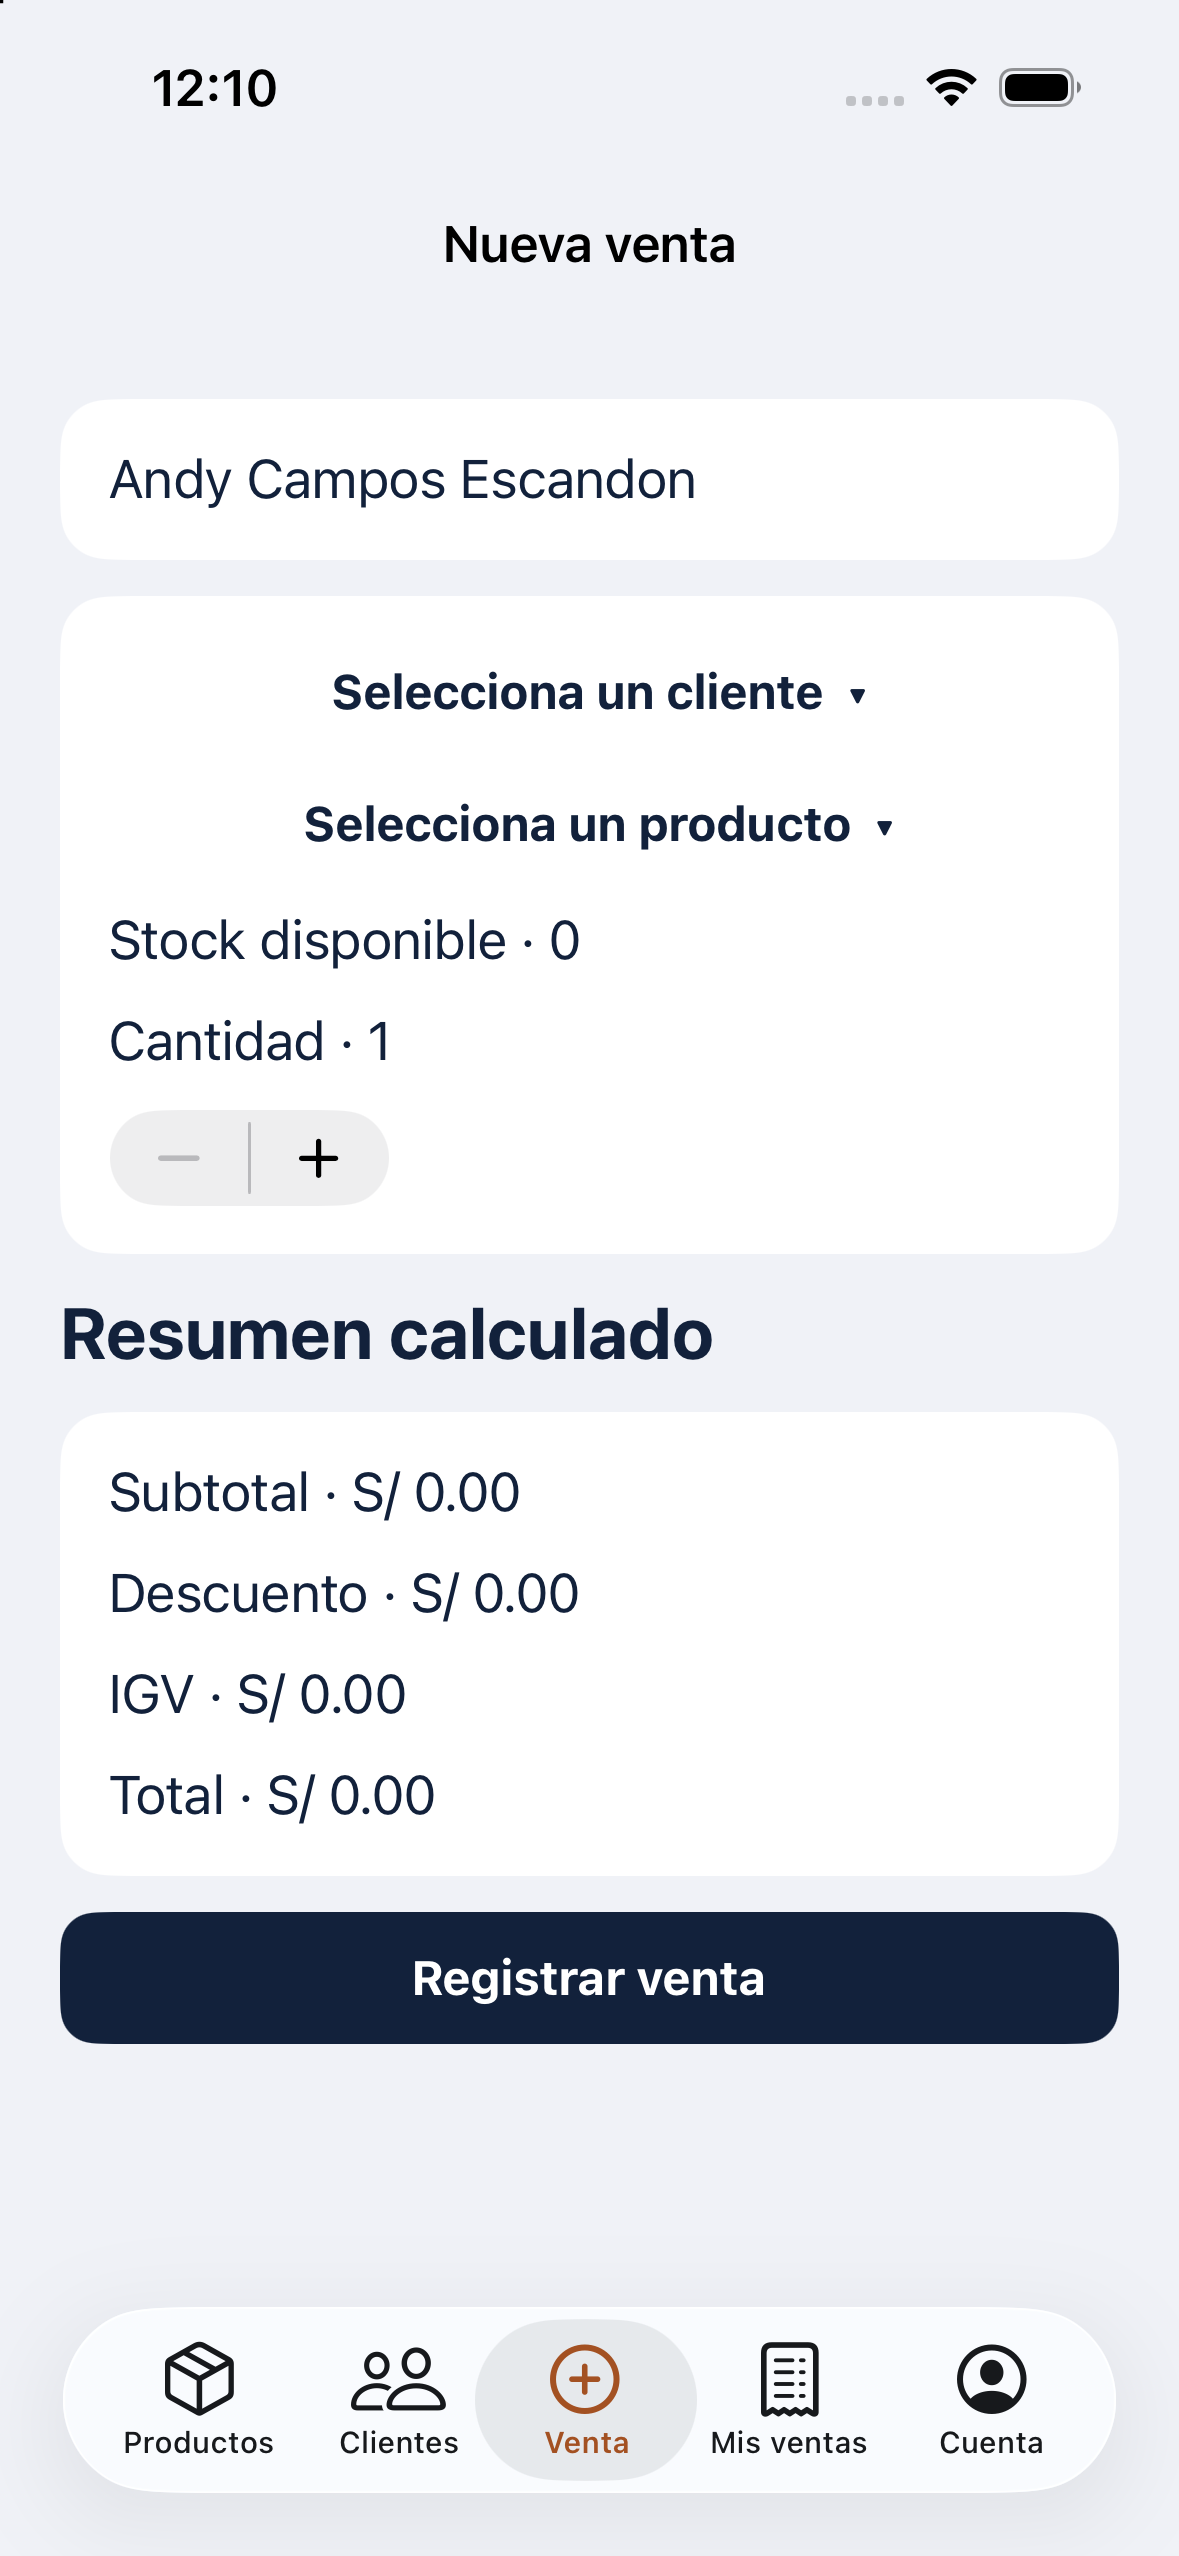 12:10
Nueva venta
Andy Campos Escandon
Selecciona un cliente ▼
Selecciona un producto ▼
Stock disponible · 0
Cantidad · 1
Resumen calculado
Subtotal · S/ 0.00
Descuento · S/ 0.00
IGV · S/ 0.00
Total · S/ 0.00
Registrar venta
Productos Clientes Venta Mis ventas Cuenta